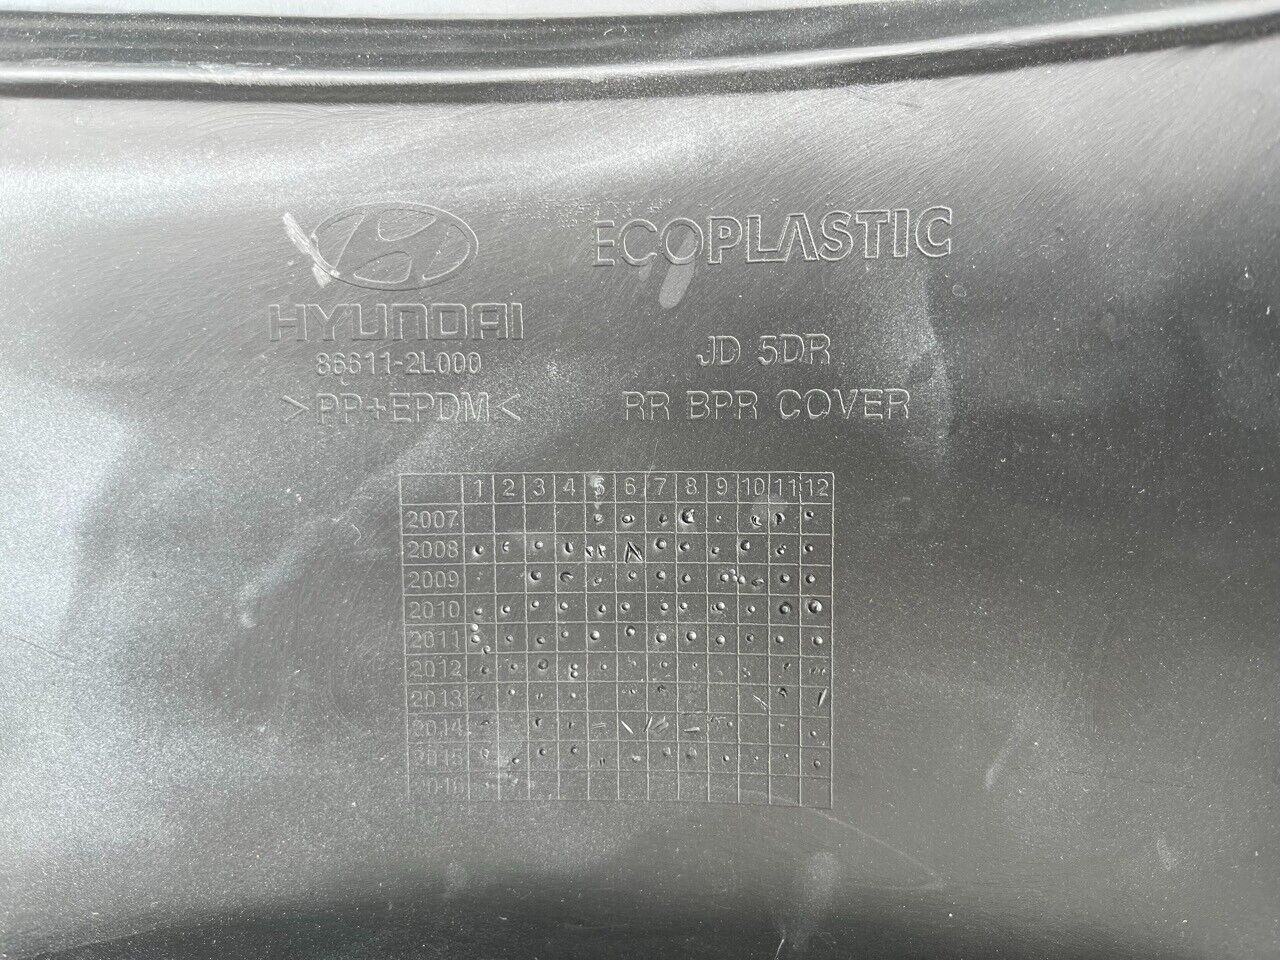 ECOPLASTIC
HYUNDAI
86611-2L000
JD 5DR
>PP+EPDM<
RR BPR COVER
1 2 3 4 5 6 7 8 9 10 11 12
2007
2008
2009
2010
2011
2012
2013
2014
2015
2016